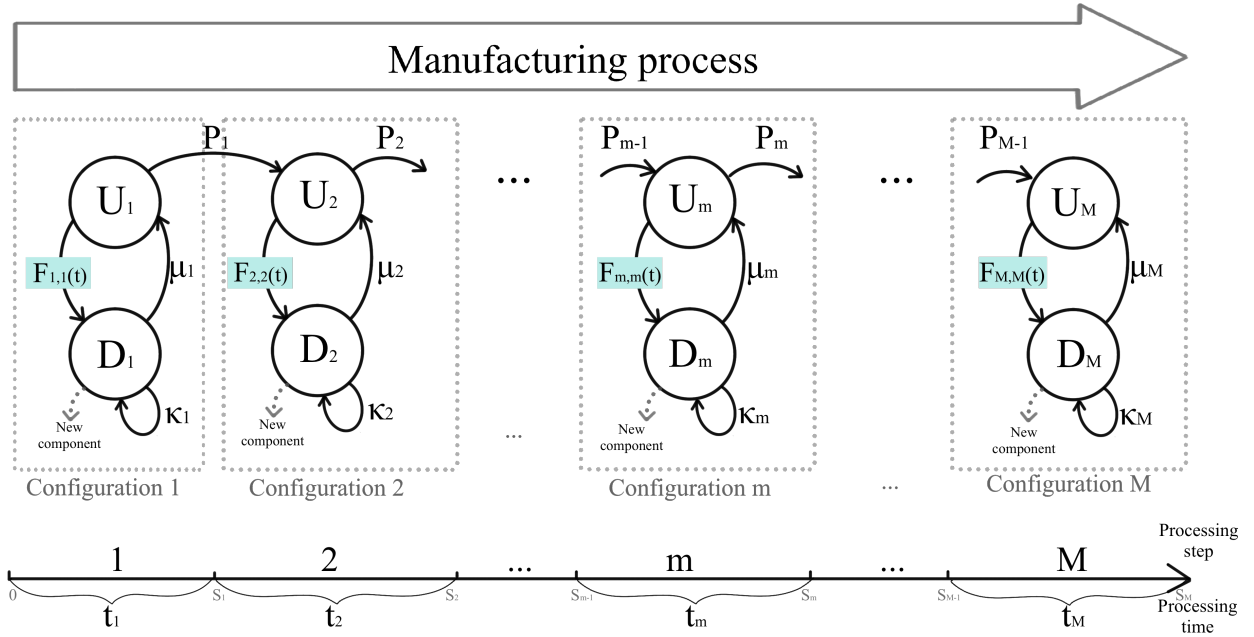 Manufacturing process
P1
P2
Pm-1
Pm
PM-1
U1
U2
...
Um
...
UM
F1,1(t)
μ1
F2,2(t)
μ2
Fm,m(t)
μm
FM,M(t)
μM
D1
D2
Dm
DM
κ1
κ2
κm
κM
New
component
New
component
...
New
component
New
component
Configuration 1
Configuration 2
Configuration m
...
Configuration M
Processing
step
1
2
...
m
...
M
0
S1
S2
Sm-1
Sm
SM-1
SM
t1
t2
tm
tM
Processing
time